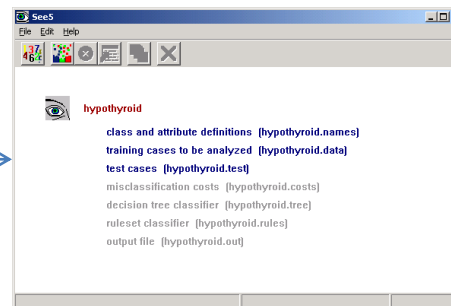 See5
File Edit Help
hypothyroid
class and attribute definitions [hypothyroid.names]
training cases to be analyzed [hypothyroid.data]
test cases [hypothyroid.test]
misclassification costs [hypothyroid.costs]
decision tree classifier [hypothyroid.tree]
ruleset classifier [hypothyroid.rules]
output file [hypothyroid.out]